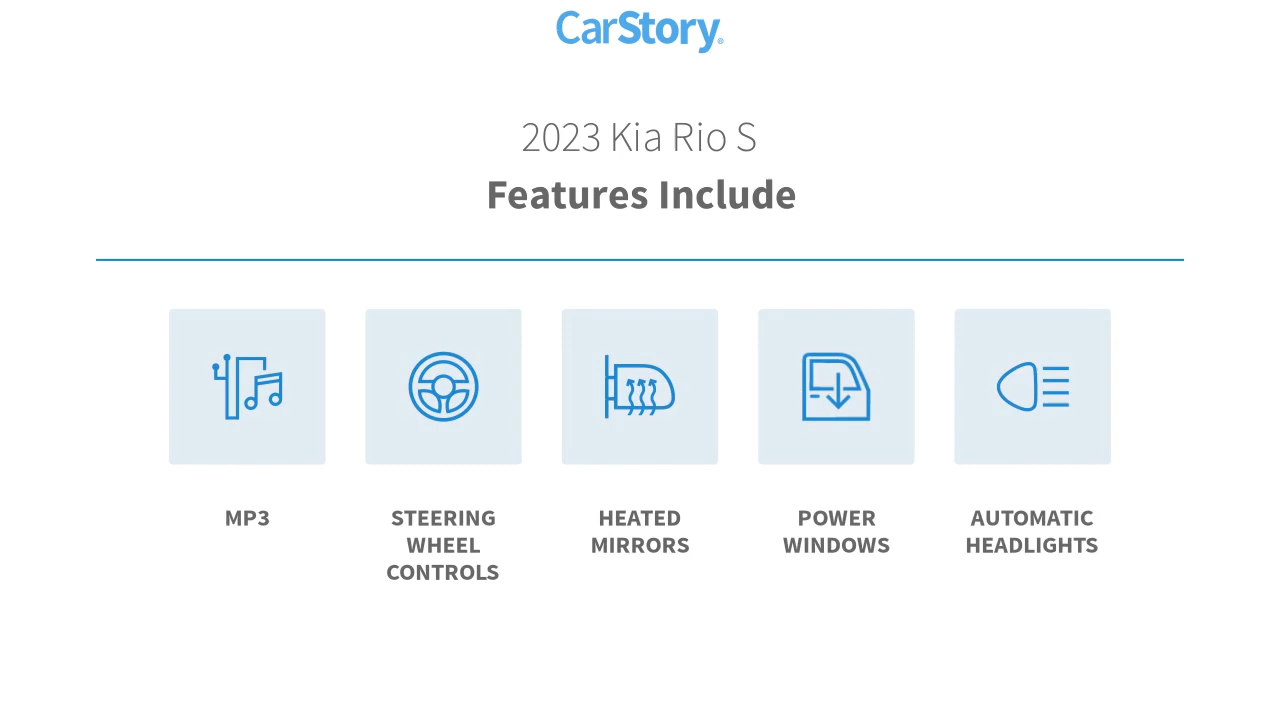 CarStory®
2023 Kia Rio S
Features Include
MP3
STEERING
WHEEL
CONTROLS
HEATED
MIRRORS
POWER
WINDOWS
AUTOMATIC
HEADLIGHTS